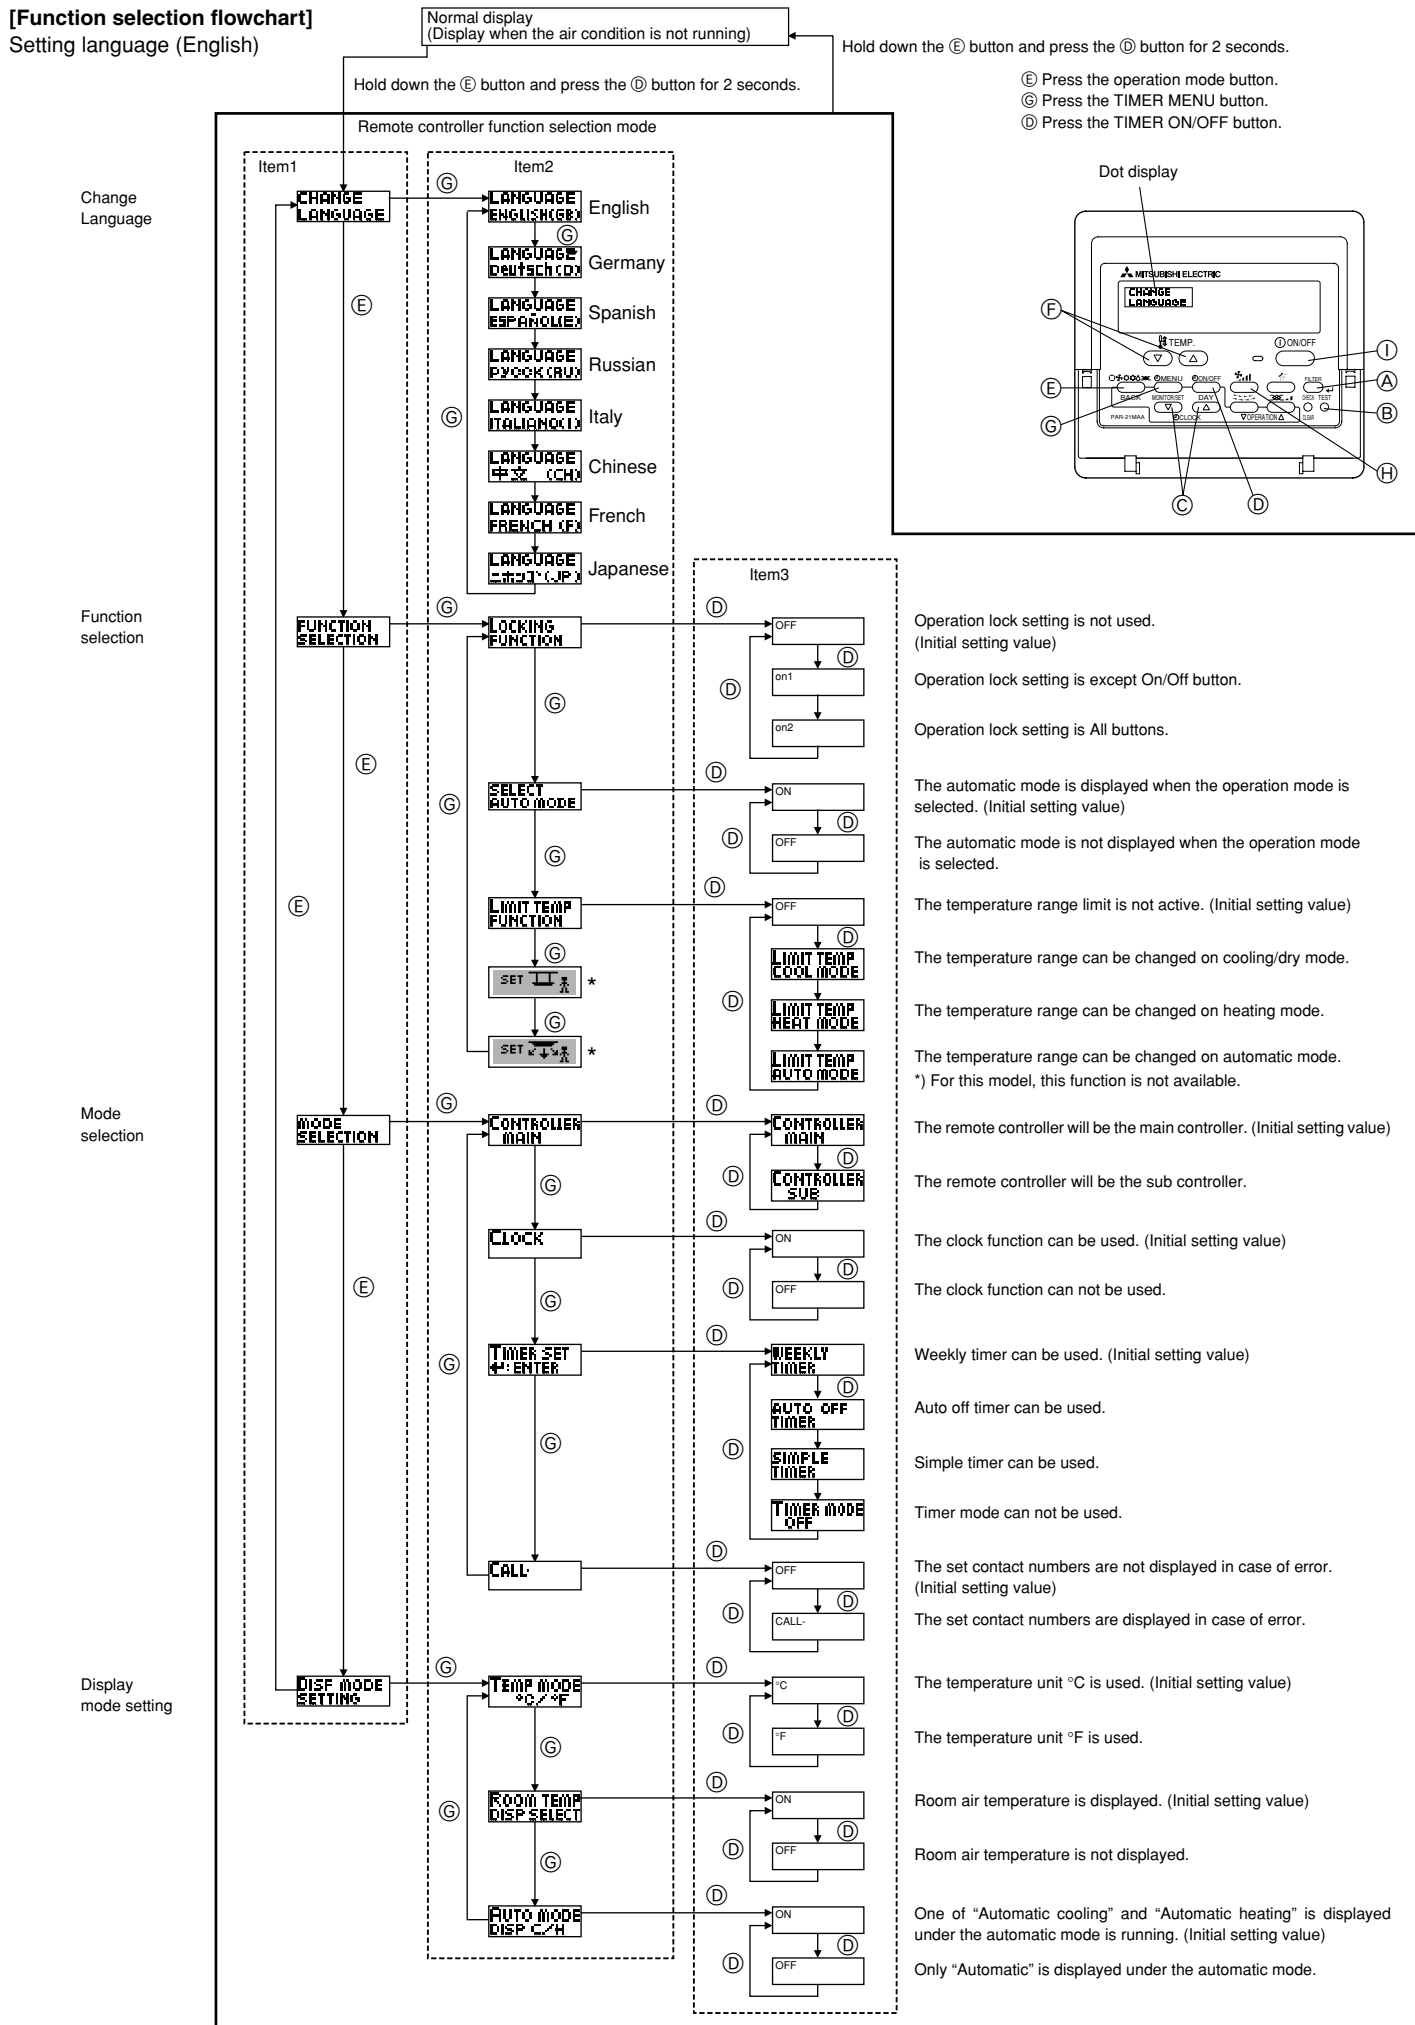 [Function selection flowchart]
Setting language (English)
Normal display
(Display when the air condition is not running)
Hold down the Ⓔ button and press the Ⓓ button for 2 seconds.
Hold down the Ⓔ button and press the Ⓓ button for 2 seconds.
Ⓔ Press the operation mode button.
Ⓖ Press the TIMER MENU button.
Ⓓ Press the TIMER ON/OFF button.
Remote controller function selection mode
Item1
Item2
Dot display
MITSUBISHI ELECTRIC
CHANGE
LANGUAGE
TEMP.
ON/OFF
MENU
ON/OFF
FILTER
BACK
MONITOR/SET
DAY
CHECK
TEST
PAR-21MAA
CLOCK
OPERATION
CLEAR
Ⓕ
Ⓔ
Ⓖ
Ⓒ
Ⓓ
Ⓘ
Ⓐ
Ⓑ
Ⓗ
Change
Language
CHANGE
LANGUAGE
Ⓖ
LANGUAGE
ENGLISH(GB)
English
Ⓖ
LANGUAGE
Deutsch(D)
Germany
Ⓔ
LANGUAGE
ESPAÑOL(E)
Spanish
LANGUAGE
РУССК(RU)
Russian
Ⓖ
LANGUAGE
ITALIANO(I)
Italy
LANGUAGE
中文 (CH)
Chinese
LANGUAGE
FRENCH (F)
French
LANGUAGE
ニホンゴ(JP)
Japanese
Item3
Function
selection
FUNCTION
SELECTION
Ⓖ
LOCKING
FUNCTION
Ⓓ
OFF
Operation lock setting is not used.
(Initial setting value)
Ⓓ
Ⓓ
on1
Operation lock setting is except On/Off button.
Ⓖ
on2
Operation lock setting is All buttons.
Ⓔ
SELECT
AUTO MODE
Ⓓ
ON
The automatic mode is displayed when the operation mode is
selected. (Initial setting value)
Ⓖ
Ⓓ
Ⓓ
OFF
The automatic mode is not displayed when the operation mode
is selected.
Ⓖ
Ⓔ
LIMIT TEMP
FUNCTION
Ⓓ
OFF
The temperature range limit is not active. (Initial setting value)
Ⓖ
Ⓓ
LIMIT TEMP
COOL MODE
The temperature range can be changed on cooling/dry mode.
SET
*
Ⓓ
LIMIT TEMP
HEAT MODE
The temperature range can be changed on heating mode.
Ⓖ
SET
*
LIMIT TEMP
AUTO MODE
The temperature range can be changed on automatic mode.
*) For this model, this function is not available.
Mode
selection
MODE
SELECTION
Ⓖ
CONTROLLER
MAIN
Ⓓ
CONTROLLER
MAIN
The remote controller will be the main controller. (Initial setting value)
Ⓓ
Ⓓ
CONTROLLER
SUB
The remote controller will be the sub controller.
Ⓖ
CLOCK
Ⓓ
ON
The clock function can be used. (Initial setting value)
Ⓔ
Ⓓ
Ⓓ
OFF
The clock function can not be used.
Ⓖ
TIMER SET
↵:ENTER
Ⓓ
WEEKLY
TIMER
Weekly timer can be used. (Initial setting value)
Ⓖ
Ⓓ
AUTO OFF
TIMER
Auto off timer can be used.
Ⓖ
Ⓓ
SIMPLE
TIMER
Simple timer can be used.
TIMER MODE
OFF
Timer mode can not be used.
CALL-
Ⓓ
OFF
The set contact numbers are not displayed in case of error.
(Initial setting value)
Ⓓ
Ⓓ
CALL-
The set contact numbers are displayed in case of error.
Display
mode setting
DISP MODE
SETTING
Ⓖ
TEMP MODE
°C/°F
Ⓓ
°C
The temperature unit °C is used. (Initial setting value)
Ⓓ
Ⓓ
°F
The temperature unit °F is used.
Ⓖ
ROOM TEMP
DISP SELECT
Ⓓ
ON
Room air temperature is displayed. (Initial setting value)
Ⓖ
Ⓓ
Ⓓ
OFF
Room air temperature is not displayed.
Ⓖ
AUTO MODE
DISP C/H
Ⓓ
ON
One of “Automatic cooling” and “Automatic heating” is displayed
under the automatic mode is running. (Initial setting value)
Ⓓ
Ⓓ
OFF
Only “Automatic” is displayed under the automatic mode.